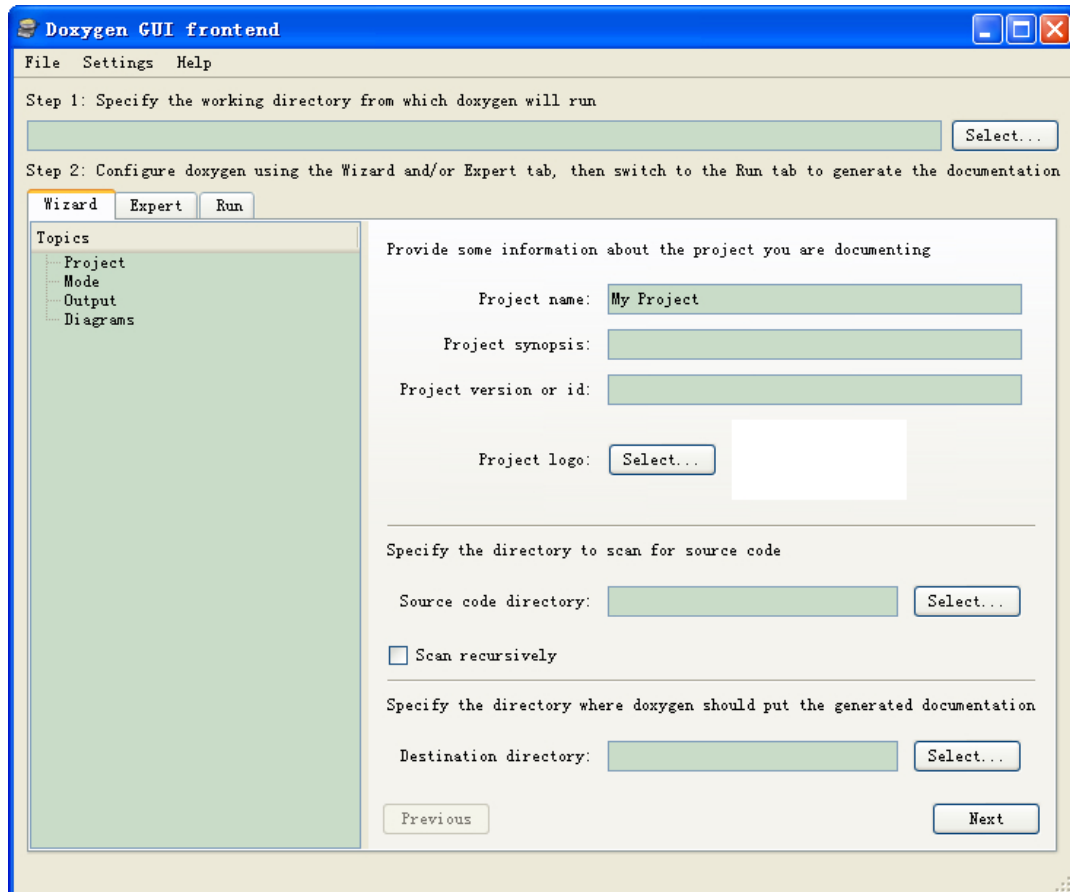 Doxygen GUI frontend
File Settings Help
Step 1: Specify the working directory from which doxygen will run
Select...
Step 2: Configure doxygen using the Wizard and/or Expert tab, then switch to the Run tab to generate the documentation
Wizard Expert Run
Topics
Project
Mode
Output
Diagrams
Provide some information about the project you are documenting
Project name: My Project
Project synopsis:
Project version or id:
Project logo: Select...
Specify the directory to scan for source code
Source code directory: Select...
Scan recursively
Specify the directory where doxygen should put the generated documentation
Destination directory: Select...
Previous Next